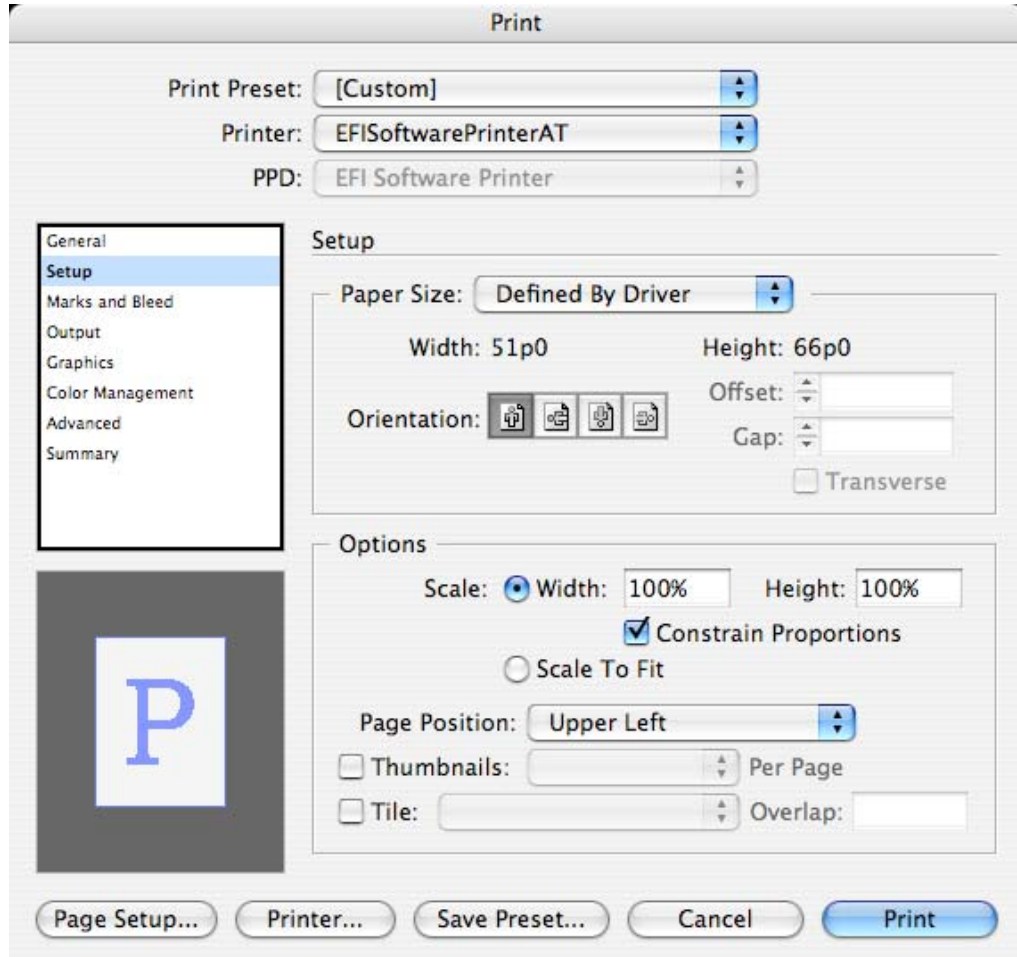 Print
Print Preset: [Custom]
Printer: EFISoftwarePrinterAT
PPD: EFI Software Printer
General
Setup
Marks and Bleed
Output
Graphics
Color Management
Advanced
Summary
P
Setup
Paper Size: Defined By Driver
Width: 51p0 Height: 66p0
Orientation: Offset:
Gap:
Transverse
Options
Scale: Width: 100% Height: 100%
Constrain Proportions
Scale To Fit
Page Position: Upper Left
Thumbnails: Per Page
Tile: Overlap:
Page Setup... Printer... Save Preset... Cancel Print